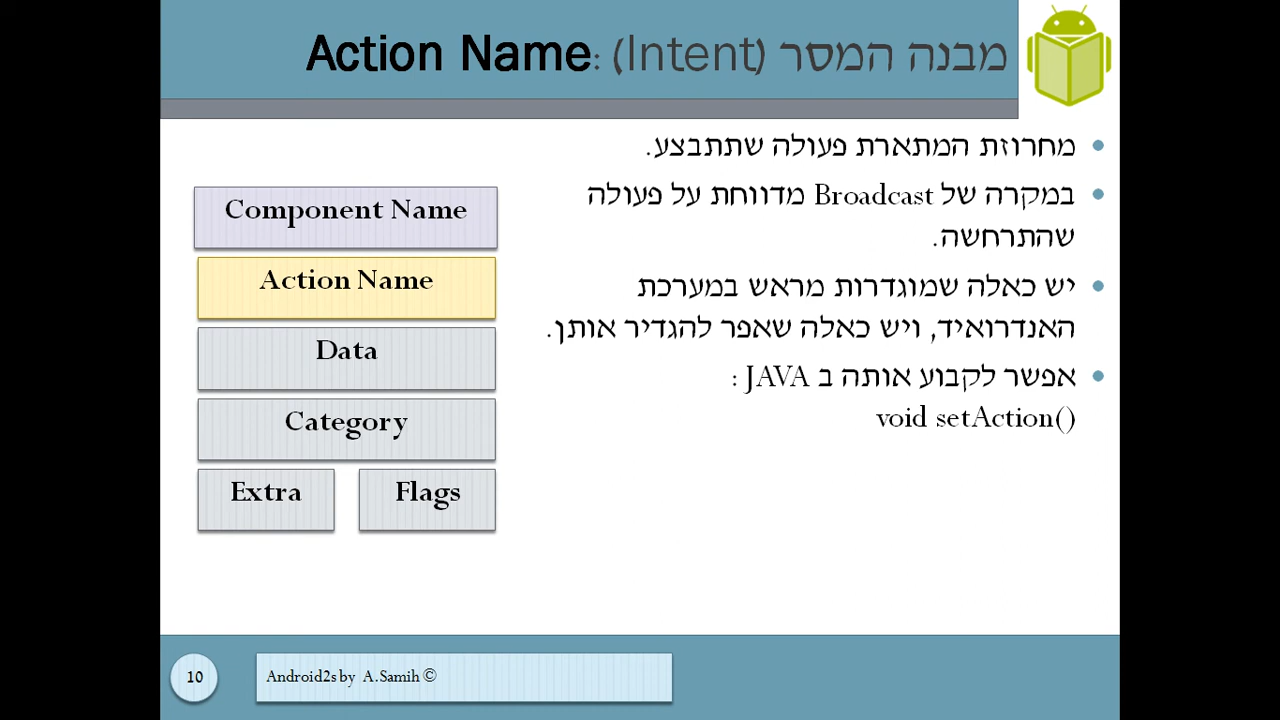 מבנה המסר (Intent): Action Name
מחרוזת המתארת פעולה שתתבצע.
במקרה של Broadcast מדווחת על פעולה
שהתרחשה.
יש כאלה שמוגדרות מראש במערכת
האנדרואיד, ויש כאלה שאפר להגדיר אותן.
אפשר לקבוע אותה ב JAVA :
void setAction()
Component Name
Action Name
Data
Category
Extra
Flags
10
Android2s by A.Samih ©